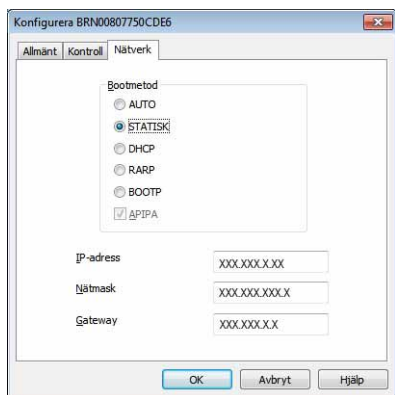 Konfigurera BRN00807750CDE6
Allmänt Kontroll Nätverk
Bootmetod
AUTO
STATISK
DHCP
RARP
BOOTP
APIPA
IP-adress XXX.XXX.X.XX
Nätmask XXX.XXX.XXX.X
Gateway XXX.XXX.X.X
OK Avbryt Hjälp